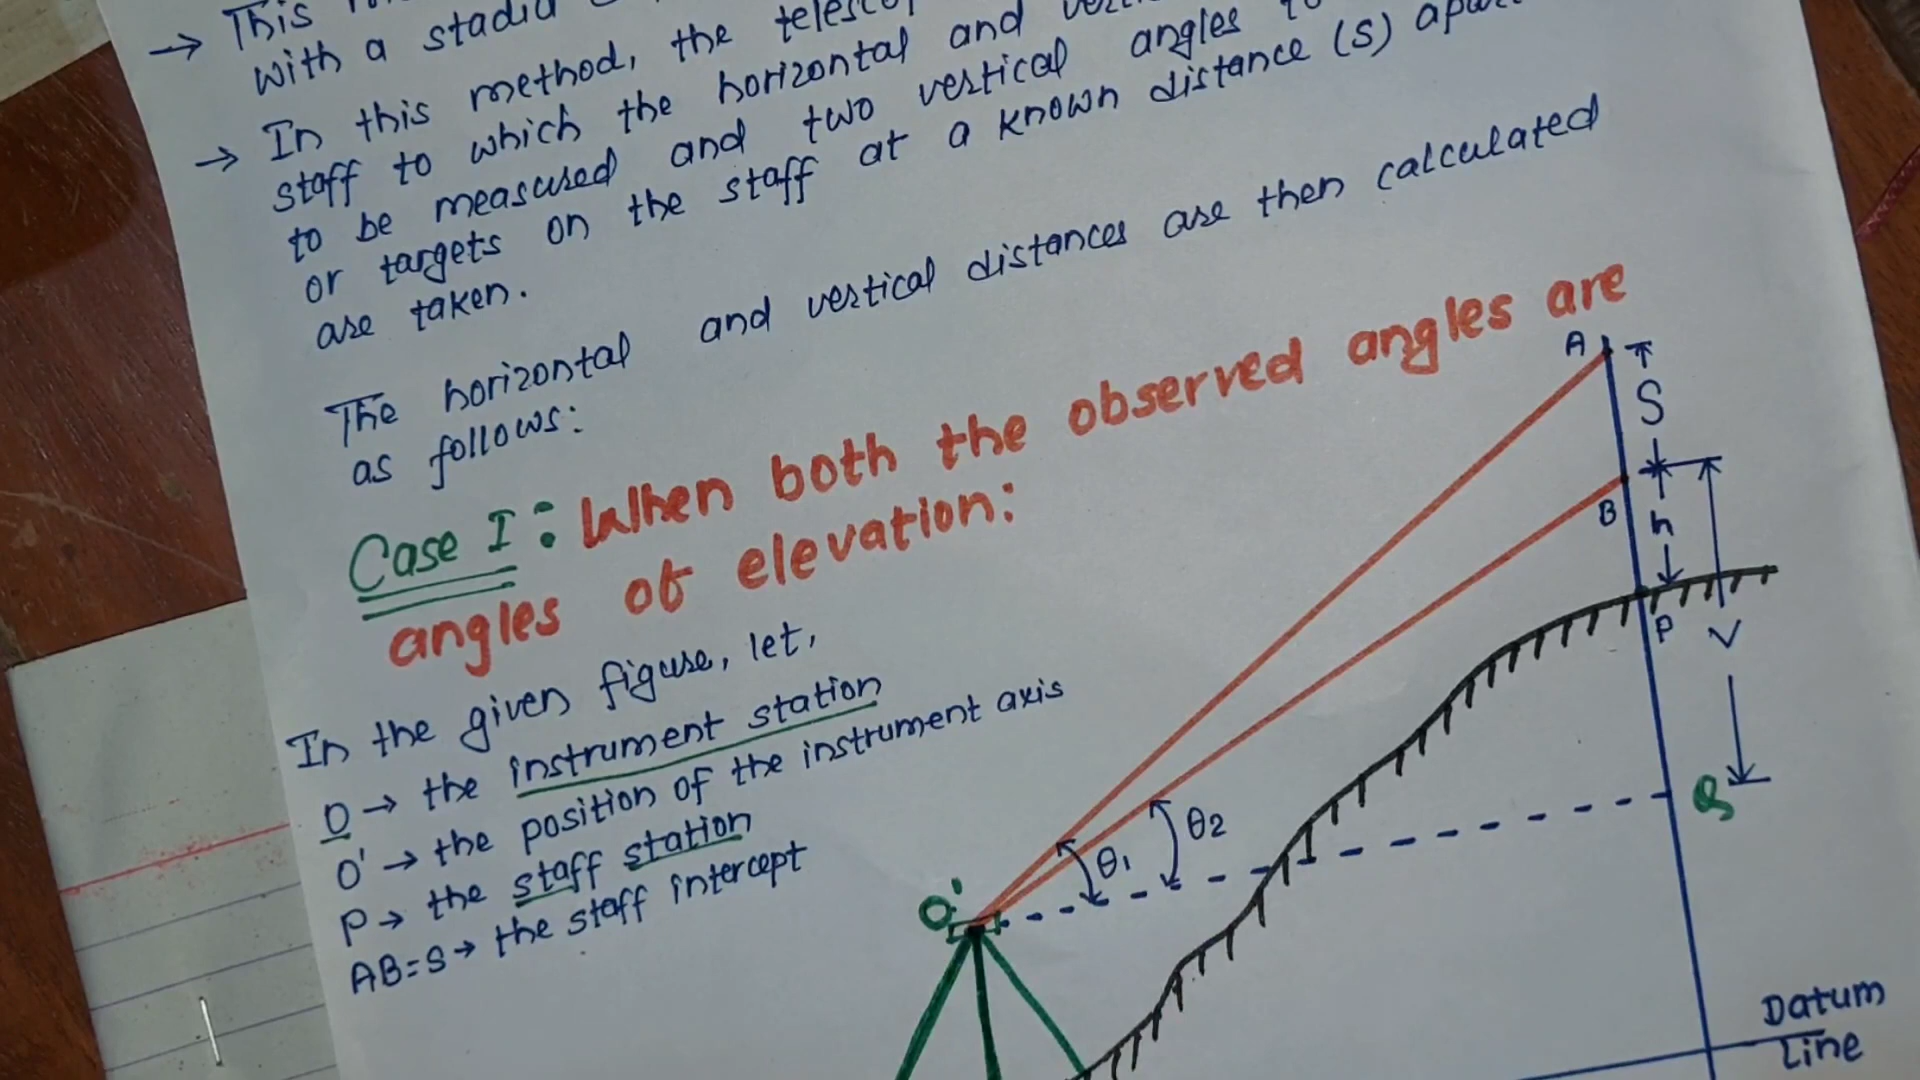 → This
with a stadia
→ In this method, the
staff to which the horizontal and
to be measured and two vertical angles
or targets on the staff at a known distance (S) apart
are taken.
The horizontal and vertical distances are then calculated
as follows:
Case I: When both the observed angles are
angles of elevation:
In the given figure, let,
O → the instrument station
O' → the position of the instrument axis
P → the staff station
AB=S → the staff intercept
A
S
B
h
P
V
θ2
θ1
Q
O'
Datum
Line